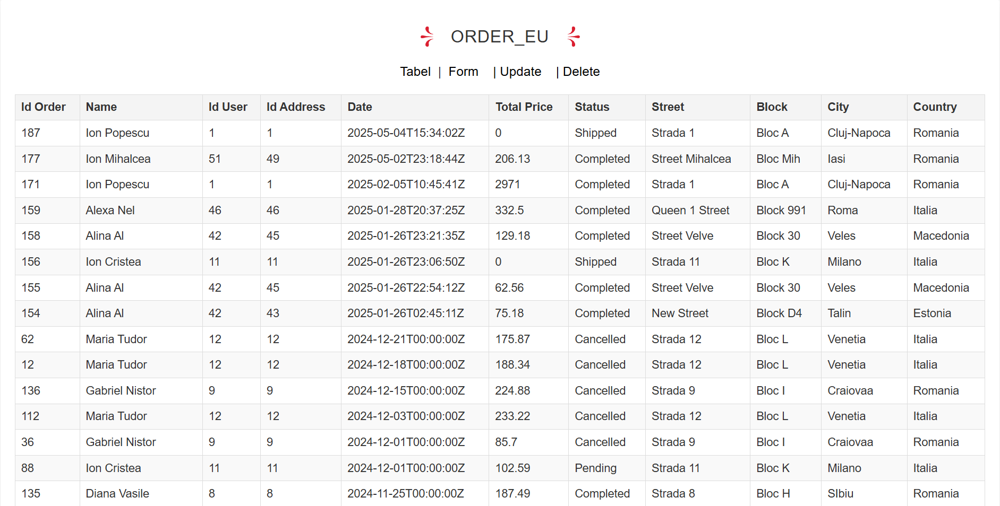 ORDER_EU
Tabel | Form | Update | Delete
Id Order Name Id User Id Address Date Total Price Status Street Block City Country
187 Ion Popescu 1 1 2025-05-04T15:34:02Z 0 Shipped Strada 1 Bloc A Cluj-Napoca Romania
177 Ion Mihalcea 51 49 2025-05-02T23:18:44Z 206.13 Completed Street Mihalcea Bloc Mih Iasi Romania
171 Ion Popescu 1 1 2025-02-05T10:45:41Z 2971 Completed Strada 1 Bloc A Cluj-Napoca Romania
159 Alexa Nel 46 46 2025-01-28T20:37:25Z 332.5 Completed Queen 1 Street Block 991 Roma Italia
158 Alina Al 42 45 2025-01-26T23:21:35Z 129.18 Completed Street Velve Block 30 Veles Macedonia
156 Ion Cristea 11 11 2025-01-26T23:06:50Z 0 Shipped Strada 11 Bloc K Milano Italia
155 Alina Al 42 45 2025-01-26T22:54:12Z 62.56 Completed Street Velve Block 30 Veles Macedonia
154 Alina Al 42 43 2025-01-26T02:45:11Z 75.18 Completed New Street Block D4 Talin Estonia
62 Maria Tudor 12 12 2024-12-21T00:00:00Z 175.87 Cancelled Strada 12 Bloc L Venetia Italia
12 Maria Tudor 12 12 2024-12-18T00:00:00Z 188.34 Cancelled Strada 12 Bloc L Venetia Italia
136 Gabriel Nistor 9 9 2024-12-15T00:00:00Z 224.88 Cancelled Strada 9 Bloc I Craiovaa Romania
112 Maria Tudor 12 12 2024-12-03T00:00:00Z 233.22 Cancelled Strada 12 Bloc L Venetia Italia
36 Gabriel Nistor 9 9 2024-12-01T00:00:00Z 85.7 Cancelled Strada 9 Bloc I Craiovaa Romania
88 Ion Cristea 11 11 2024-12-01T00:00:00Z 102.59 Pending Strada 11 Bloc K Milano Italia
135 Diana Vasile 8 8 2024-11-25T00:00:00Z 187.49 Completed Strada 8 Bloc H SIbiu Romania